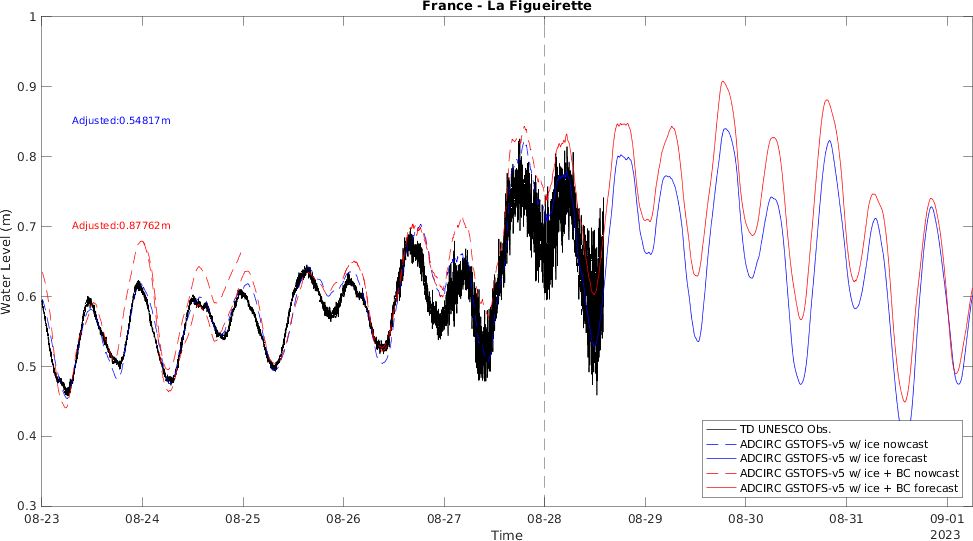 France - La Figueirette
1
0.9
0.8
0.7
0.6
0.5
0.4
0.3
Water Level (m)
Adjusted:0.54817m
Adjusted:0.87762m
TD UNESCO Obs.
ADCIRC GSTOFS-v5 w/ ice nowcast
ADCIRC GSTOFS-v5 w/ ice forecast
ADCIRC GSTOFS-v5 w/ ice + BC nowcast
ADCIRC GSTOFS-v5 w/ ice + BC forecast
08-23 08-24 08-25 08-26 08-27 08-28 08-29 08-30 08-31 09-01
2023
Time